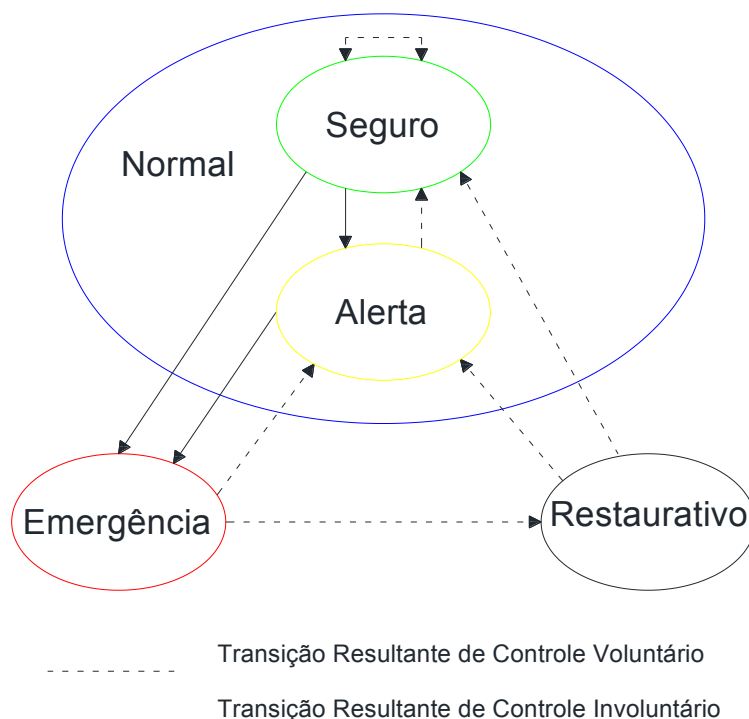 Seguro
Normal
Alerta
Emergência
Restaurativo
Transição Resultante de Controle Voluntário
Transição Resultante de Controle Involuntário